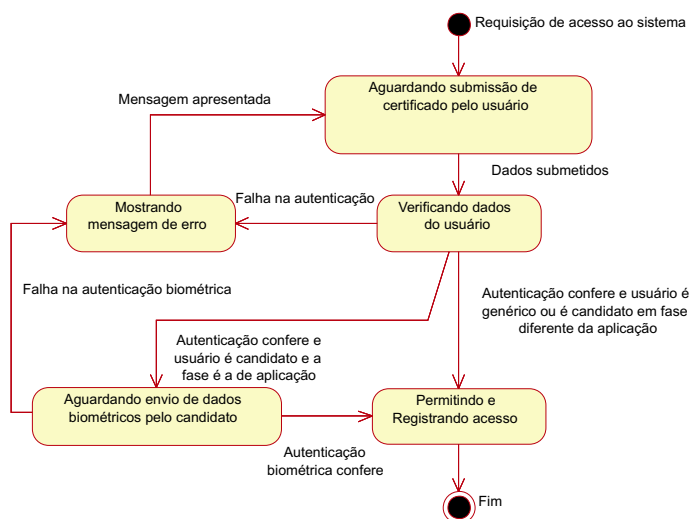 Requisição de acesso ao sistema
Aguardando submissão de
certificado pelo usuário
Mensagem apresentada
Dados submetidos
Mostrando
mensagem de erro
Falha na autenticação
Verificando dados
do usuário
Falha na autenticação biométrica
Autenticação confere e usuário é
genérico ou é candidato em fase
diferente da aplicação
Autenticação confere e
usuário é candidato e a
fase é a de aplicação
Aguardando envio de dados
biométricos pelo candidato
Permitindo e
Registrando acesso
Autenticação
biométrica confere
Fim